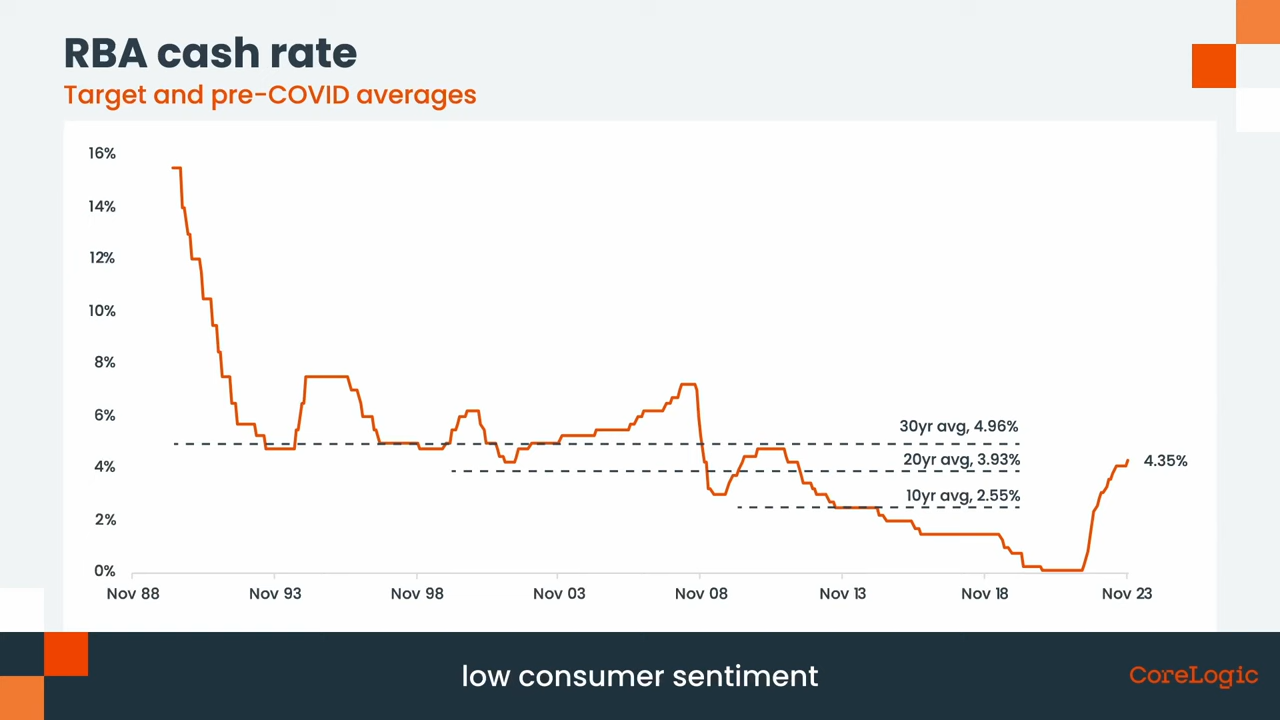 RBA cash rate
Target and pre-COVID averages
16%
14%
12%
10%
8%
6%
4%
2%
0%
30yr avg, 4.96%
20yr avg, 3.93%
10yr avg, 2.55%
4.35%
Nov 88 Nov 93 Nov 98 Nov 03 Nov 08 Nov 13 Nov 18 Nov 23
low consumer sentiment
CoreLogic